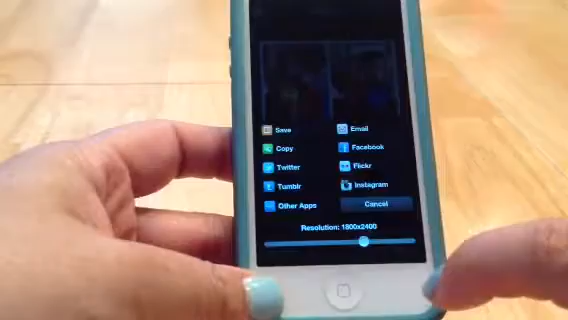 Save Email
Copy Facebook
Twitter Flickr
Tumblr Instagram
Other Apps Cancel
Resolution: 1800x2400